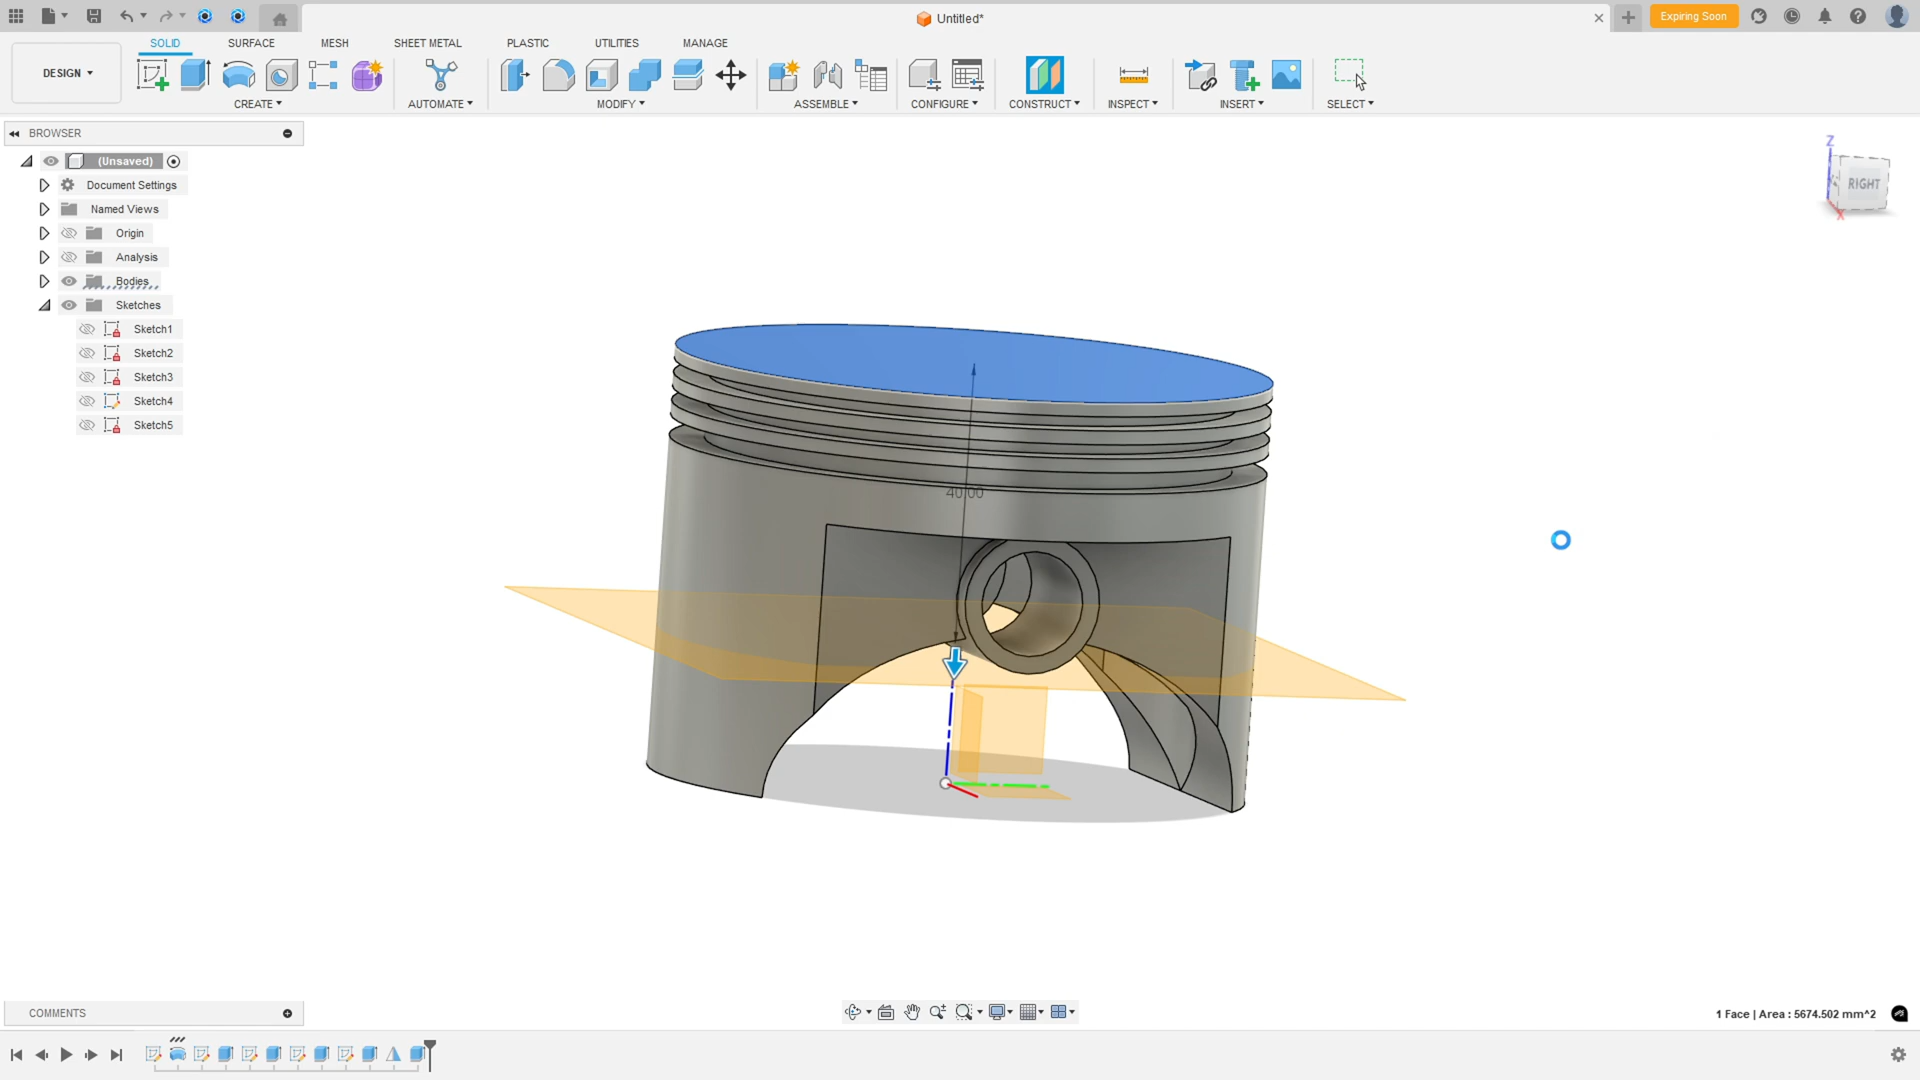 Untitled*
Expiring Soon
DESIGN
SOLID
SURFACE
MESH
SHEET METAL
PLASTIC
UTILITIES
MANAGE
CREATE
AUTOMATE
MODIFY
ASSEMBLE
CONFIGURE
CONSTRUCT
INSPECT
INSERT
SELECT
BROWSER
(Unsaved)
Document Settings
Named Views
Origin
Analysis
Bodies
Sketches
Sketch1
Sketch2
Sketch3
Sketch4
Sketch5
Z
RIGHT
X
40.00
COMMENTS
1 Face | Area : 5674.502 mm^2